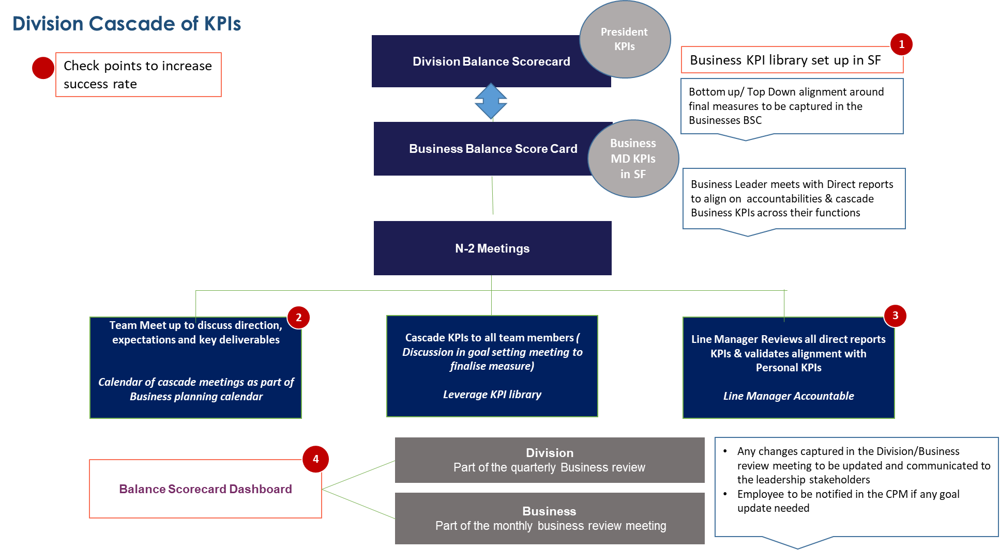 Division Cascade of KPIs
Check points to increase
success rate
President
KPIs
Division Balance Scorecard
1
Business KPI library set up in SF
Bottom up/ Top Down alignment around
final measures to be captured in the
Businesses BSC
Business Balance Score Card
Business
MD KPIs
in SF
Business Leader meets with Direct reports
to align on  accountabilities & cascade
Business KPIs across their functions
N-2 Meetings
2
Team Meet up to discuss direction,
expectations and key deliverables
Calendar of cascade meetings as part of
Business planning calendar
Cascade KPIs to all team members (
Discussion in goal setting meeting to
finalise measure)
Leverage KPI library
3
Line Manager Reviews all direct reports
KPIs & validates alignment with
Personal KPIs
Line Manager Accountable
4
Balance Scorecard Dashboard
Division
Part of the quarterly Business review
Business
Part of the monthly business review meeting
• Any changes captured in the Division/Business
review meeting to be updated and communicated to
the leadership stakeholders
• Employee to be notified in the CPM if any goal
update needed